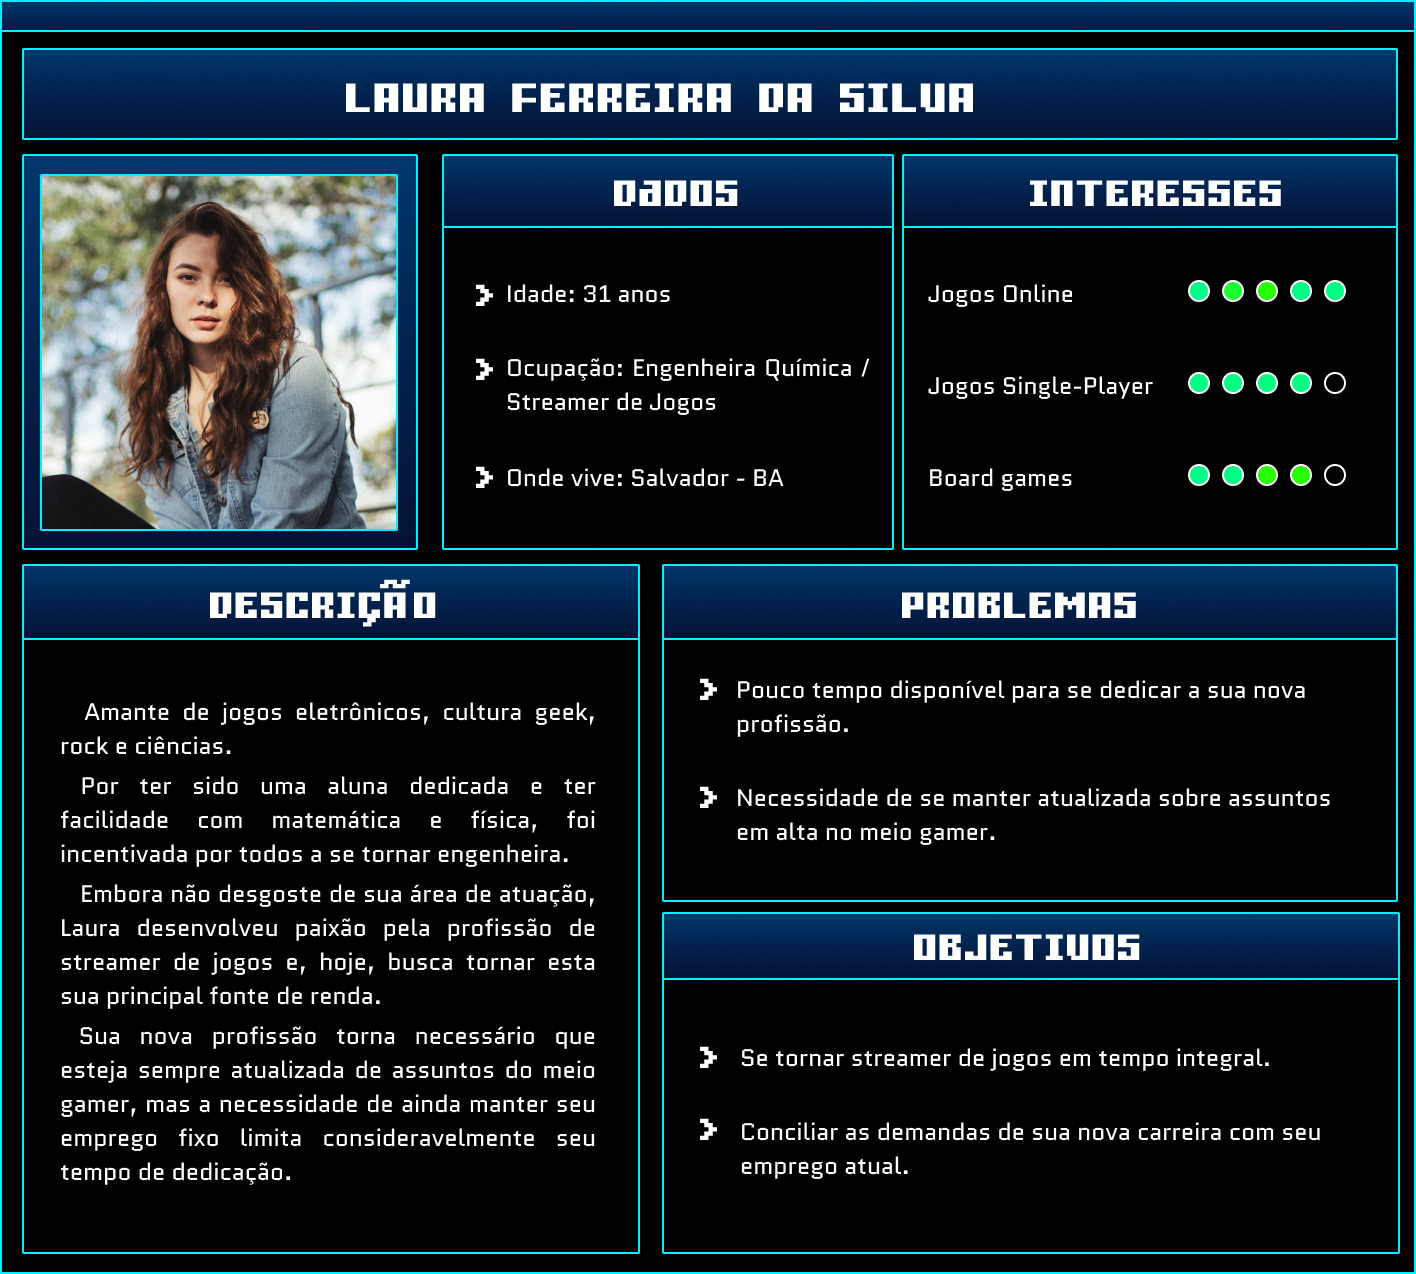 LAURA FERREIRA DA SILVA
DADOS
Idade: 31 anos
Ocupação: Engenheira Química /
Streamer de Jogos
Onde vive: Salvador - BA
INTERESSES
Jogos Online
Jogos Single-Player
Board games
DESCRIÇÃO
Amante de jogos eletrônicos, cultura geek,
rock e ciências.
Por ter sido uma aluna dedicada e ter
facilidade com matemática e física, foi
incentivada por todos a se tornar engenheira.
Embora não desgoste de sua área de atuação,
Laura desenvolveu paixão pela profissão de
streamer de jogos e, hoje, busca tornar esta
sua principal fonte de renda.
Sua nova profissão torna necessário que
esteja sempre atualizada de assuntos do meio
gamer, mas a necessidade de ainda manter seu
emprego fixo limita consideravelmente seu
tempo de dedicação.
PROBLEMAS
Pouco tempo disponível para se dedicar a sua nova
profissão.
Necessidade de se manter atualizada sobre assuntos
em alta no meio gamer.
OBJETIVOS
Se tornar streamer de jogos em tempo integral.
Conciliar as demandas de sua nova carreira com seu
emprego atual.